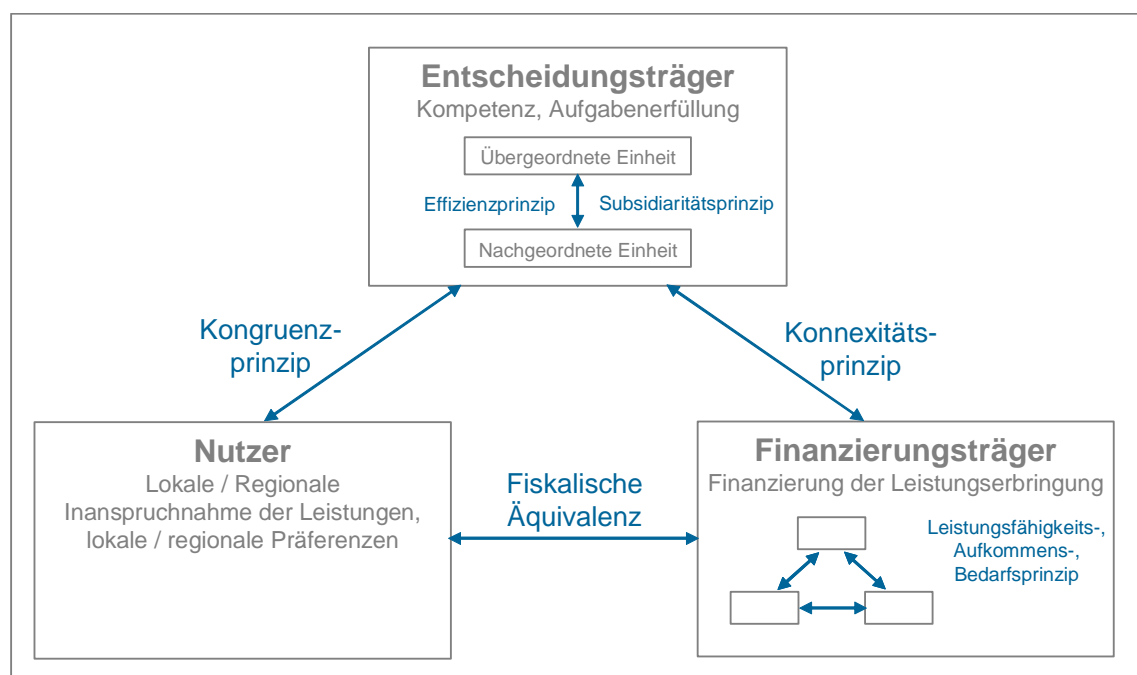 Entscheidungsträger
Kompetenz, Aufgabenerfüllung
Übergeordnete Einheit
Effizienzprinzip
Subsidiaritätsprinzip
Nachgeordnete Einheit
Kongruenz-
prinzip
Konnexitäts-
prinzip
Nutzer
Lokale / Regionale
Inanspruchnahme der Leistungen,
lokale / regionale Präferenzen
Fiskalische
Äquivalenz
Finanzierungsträger
Finanzierung der Leistungserbringung
Leistungsfähigkeits-,
Aufkommens-,
Bedarfsprinzip